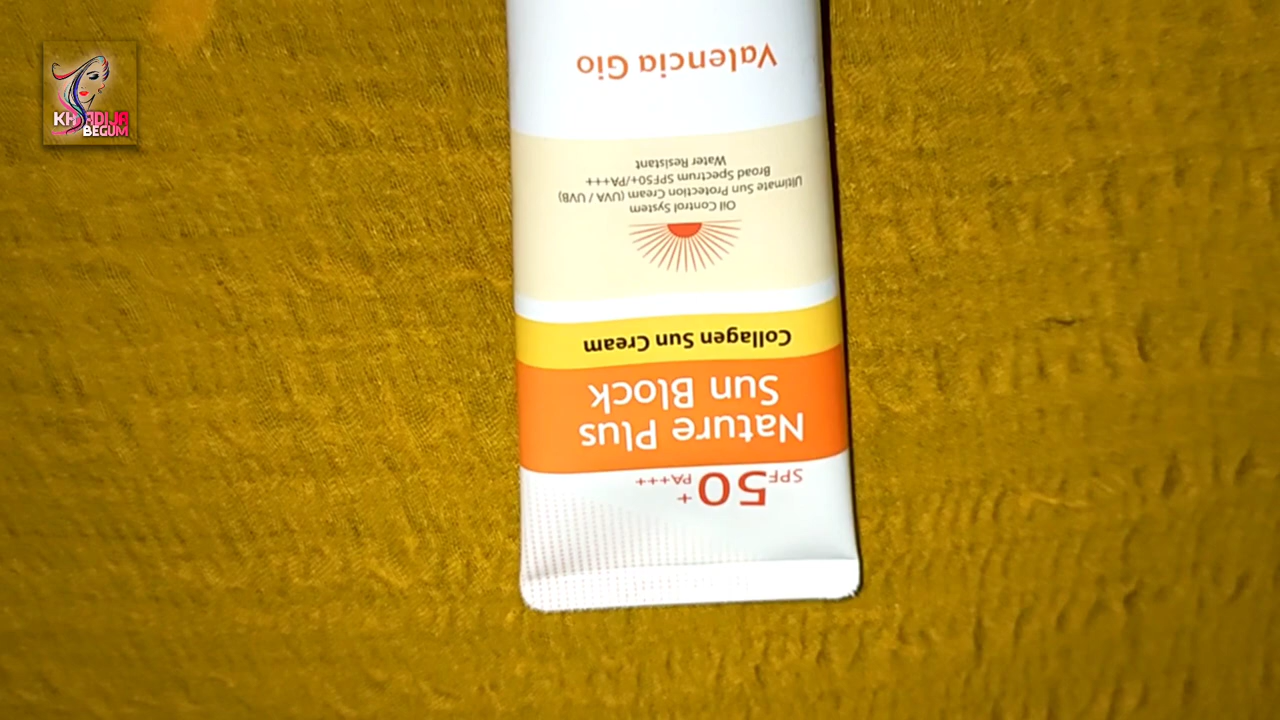 KHADIJA
BEGUM
SPF 50+ PA+++
Nature Plus
Sun Block
Collagen Sun Cream
Oil Control System
Ultimate Sun Protection Cream (UVA / UVB)
Broad Spectrum SPF50+/PA+++
Water Resistant
Valencia Gio